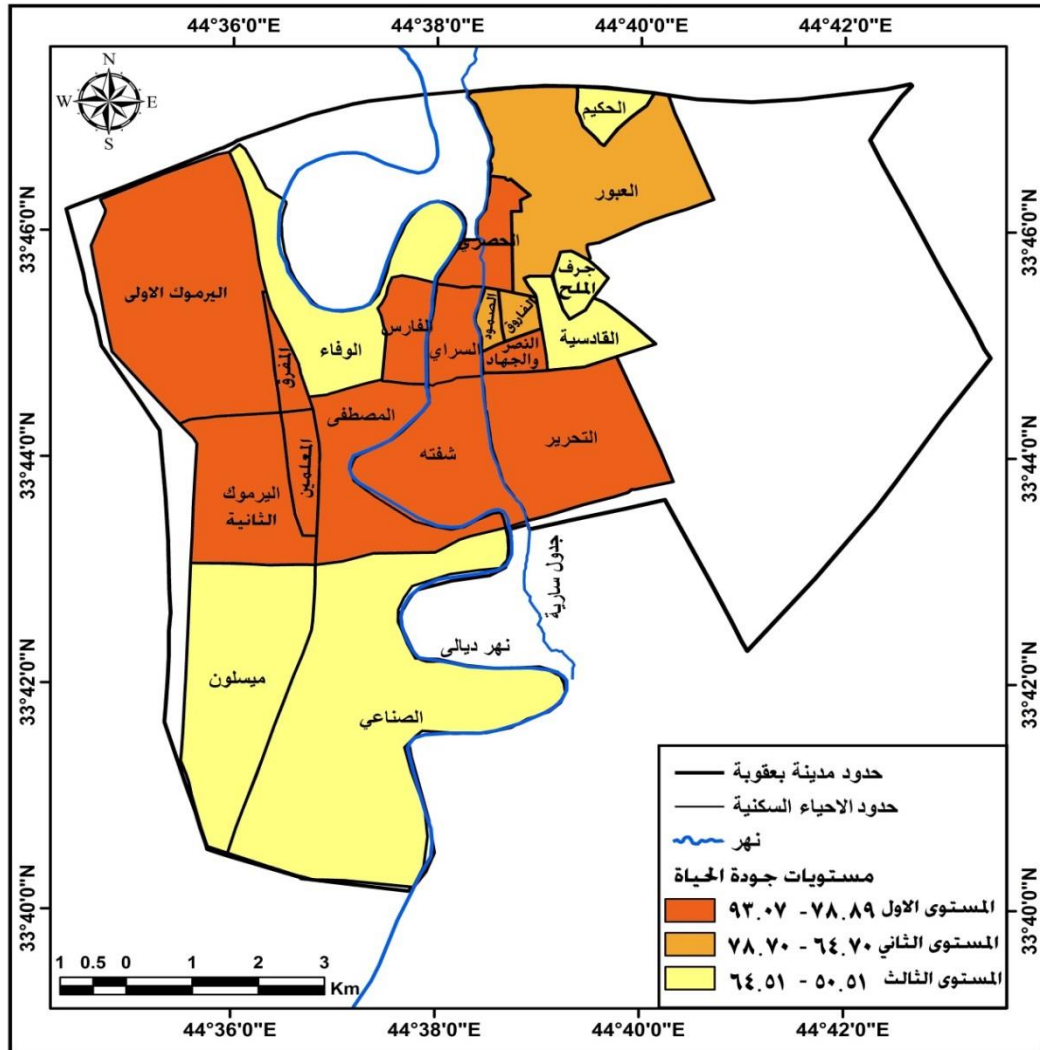 44°36'0"E 44°38'0"E 44°40'0"E 44°42'0"E
N
W E
S
33°46'0"N
33°44'0"N
33°42'0"N
33°40'0"N
33°46'0"N
33°44'0"N
33°42'0"N
33°40'0"N
الحكيم
العبور
الحصري
جرف
الملح
اليرموك الاولى
الفارس
الصمود
الفاروق
القادسية
الوفاء
السراي
النصر
والجهاد
المفرق
المصطفى
المعلمين
شفته
التحرير
اليرموك
الثانية
جدول سارية
نهر ديالى
ميسلون
الصناعي
حدود مدينة بعقوبة
حدود الاحياء السكنية
نهر
مستويات جودة الحياة
المستوى الاول ٧٨.٨٩ - ٩٣.٠٧
المستوى الثاني ٦٤.٧٠ - ٧٨.٧٠
المستوى الثالث ٥٠.٥١ - ٦٤.٥١
1 0.5 0 1 2 3
Km
44°36'0"E 44°38'0"E 44°40'0"E 44°42'0"E